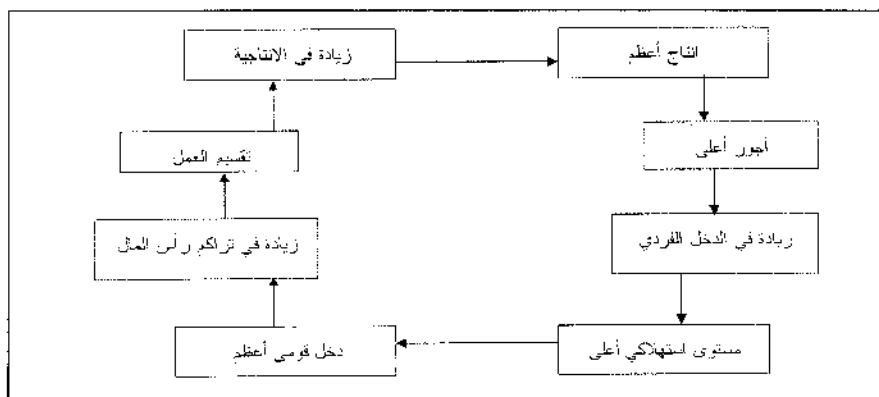 زيادة في الانتاجية
انتاج أعظم
تقسيم العمل
أجور أعلى
زيادة في تراكم رأس المال
زيادة في الدخل الفردي
دخل قومي أعظم
مستوى استهلاكي أعلى